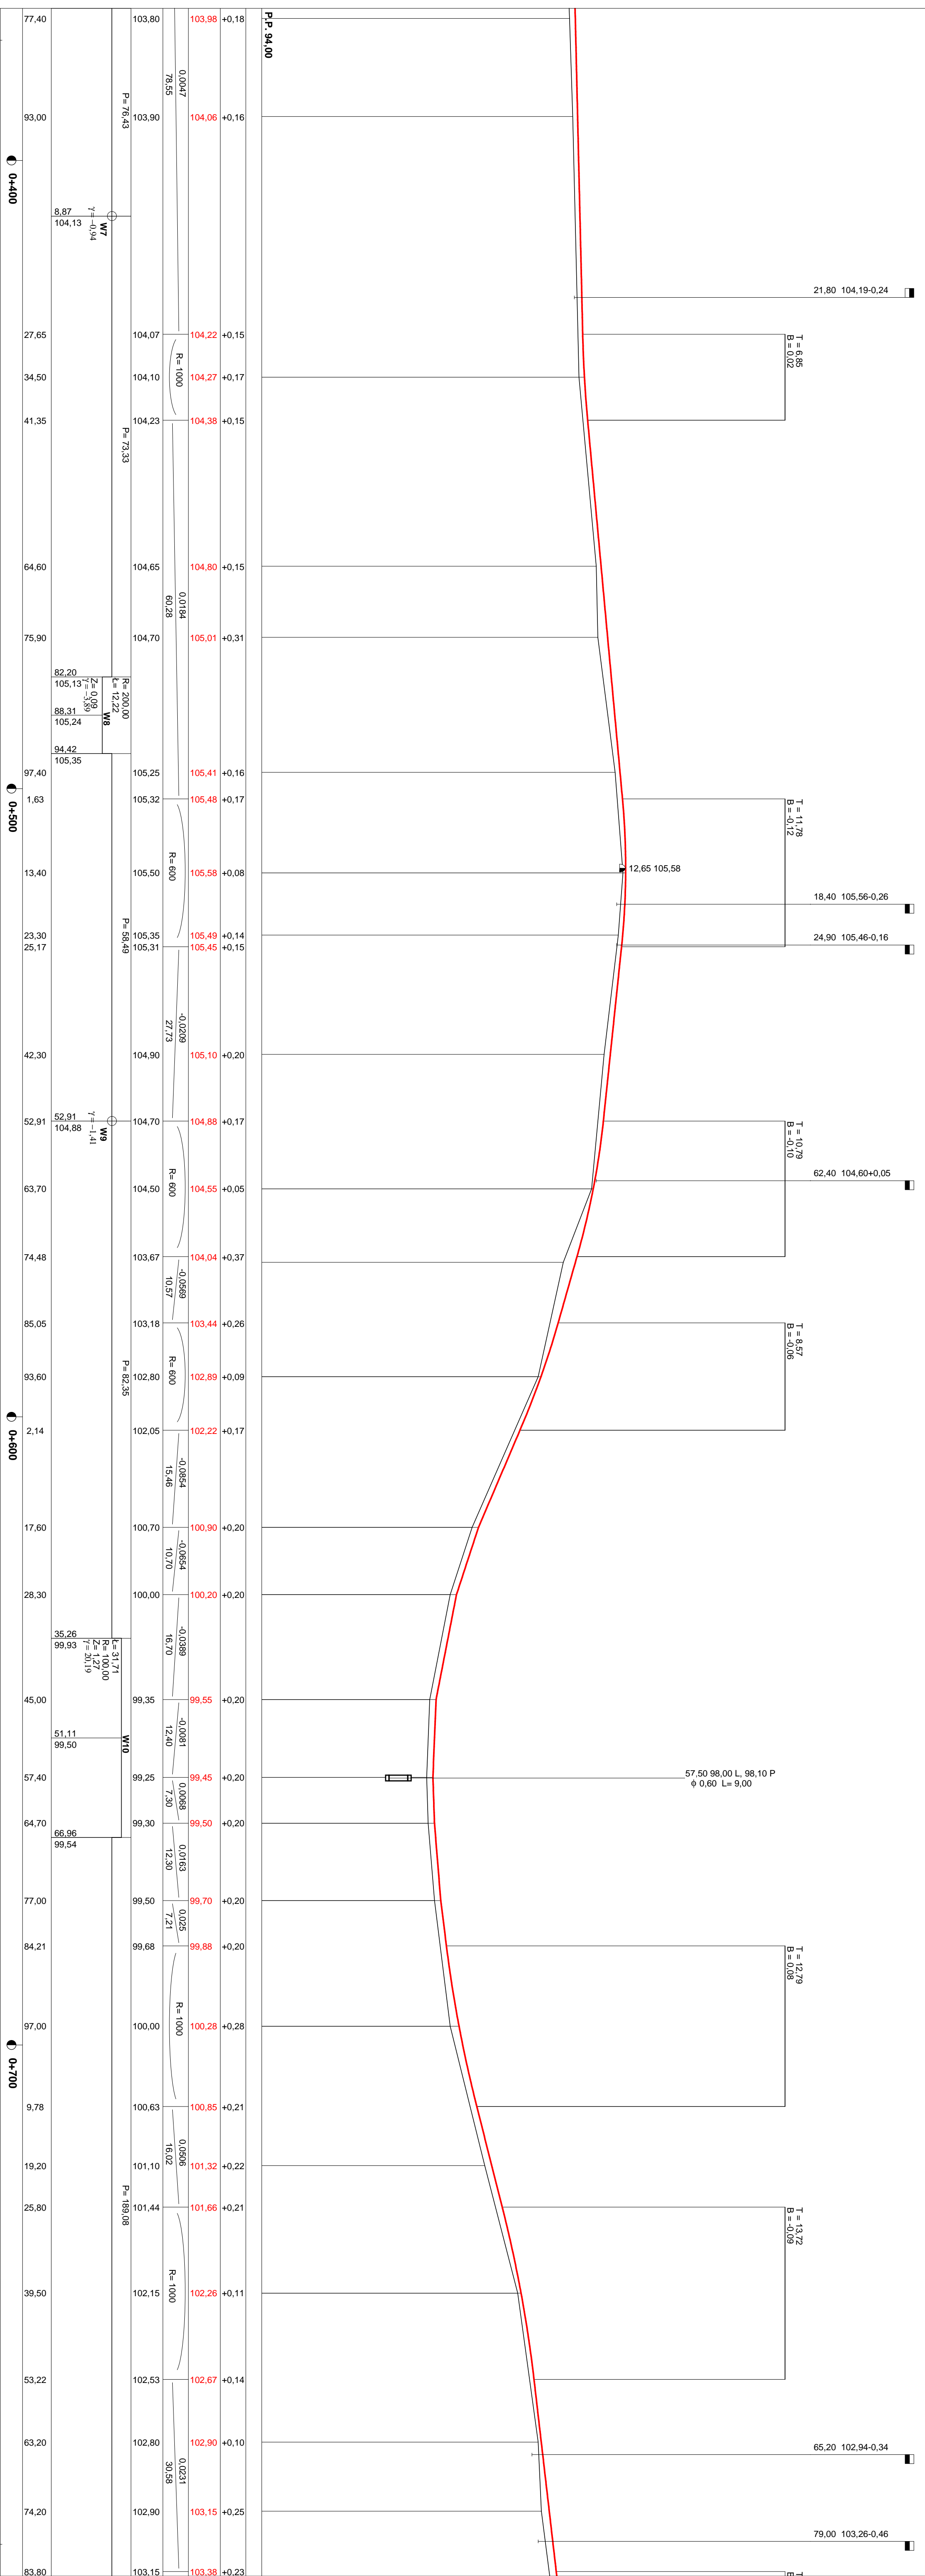 P.P. 94,00
77,40 103,80 103,98 +0,18
0,0047
78,55
P= 76,43
93,00 103,90 104,06 +0,16
0+400
8,87
104,13
γ = −0,94
W7
21,80 104,19-0,24
27,65 104,07 104,22 +0,15
T = 6,85
B = 0,02
R= 1000
34,50 104,10 104,27 +0,17
41,35 104,23 104,38 +0,15
P= 73,33
64,60 104,65 104,80 +0,15
0,0184
60,28
75,90 104,70 105,01 +0,31
82,20
105,13
R= 200,00
Ł= 12,22
Z= 0,09
γ = −3,89
88,31
105,24
W8
94,42
105,35
97,40 105,25 105,41 +0,16
0+500
1,63 105,32 105,48 +0,17
T = 11,78
B = -0,12
R= 600
12,65 105,58
13,40 105,50 105,58 +0,08
18,40 105,56-0,26
P= 58,49
23,30 105,35 105,49 +0,14
24,90 105,46-0,16
25,17 105,31 105,45 +0,15
-0,0209
27,73
42,30 104,90 105,10 +0,20
52,91
104,88
γ = −1,41
W9
52,91 104,70 104,88 +0,17
T = 10,79
B = -0,10
R= 600
62,40 104,60+0,05
63,70 104,50 104,55 +0,05
74,48 103,67 104,04 +0,37
-0,0569
10,57
85,05 103,18 103,44 +0,26
T = 8,57
B = -0,06
R= 600
P= 82,35
93,60 102,80 102,89 +0,09
0+600
2,14 102,05 102,22 +0,17
-0,0854
15,46
17,60 100,70 100,90 +0,20
-0,0654
10,70
28,30 100,00 100,20 +0,20
-0,0389
16,70
35,26
99,93
Ł= 31,71
R= 100,00
Z= 1,27
γ = 20,19
45,00 99,35 99,55 +0,20
-0,0081
12,40
51,11
99,50
W10
57,50 98,00 L, 98,10 P
ϕ 0,60 L= 9,00
57,40 99,25 99,45 +0,20
0,0068
7,30
64,70 99,30 99,50 +0,20
66,96
99,54
0,0163
12,30
77,00 99,50 99,70 +0,20
0,025
7,21
84,21 99,68 99,88 +0,20
T = 12,79
B = 0,08
R= 1000
97,00 100,00 100,28 +0,28
0+700
9,78 100,63 100,85 +0,21
0,0506
16,02
19,20 101,10 101,32 +0,22
P= 189,08
25,80 101,44 101,66 +0,21
T = 13,72
B = -0,09
R= 1000
39,50 102,15 102,26 +0,11
53,22 102,53 102,67 +0,14
63,20 102,80 102,90 +0,10
65,20 102,94-0,34
0,0231
30,58
74,20 102,90 103,15 +0,25
79,00 103,26-0,46
83,80 103,15 103,38 +0,23